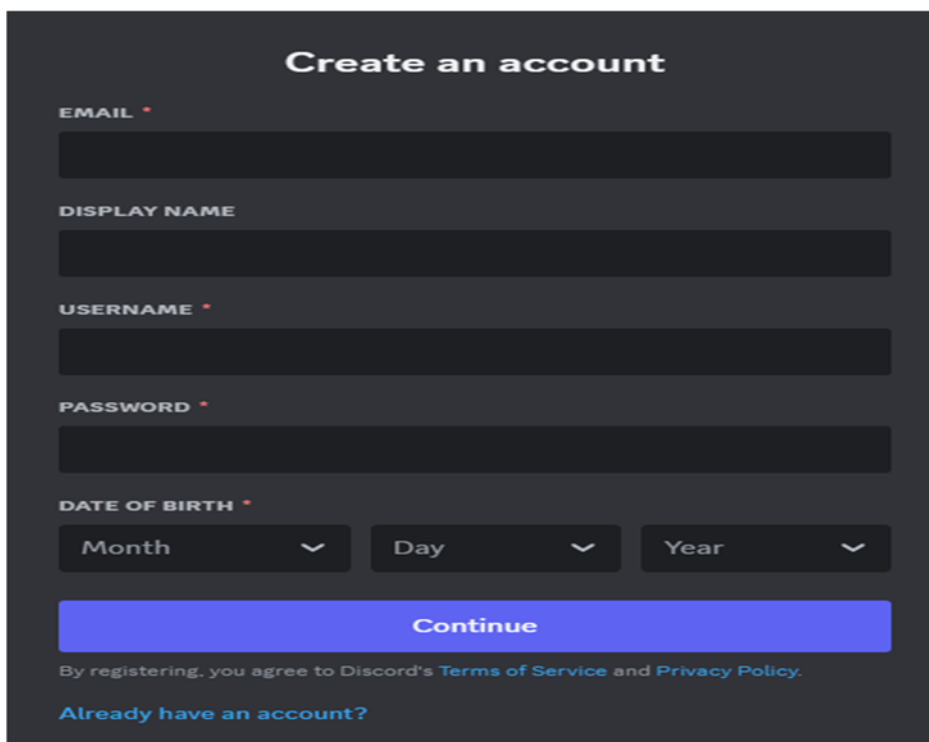 Create an account
EMAIL *
DISPLAY NAME
USERNAME *
PASSWORD *
DATE OF BIRTH *
Month Day Year
Continue
By registering, you agree to Discord's Terms of Service and Privacy Policy.
Already have an account?